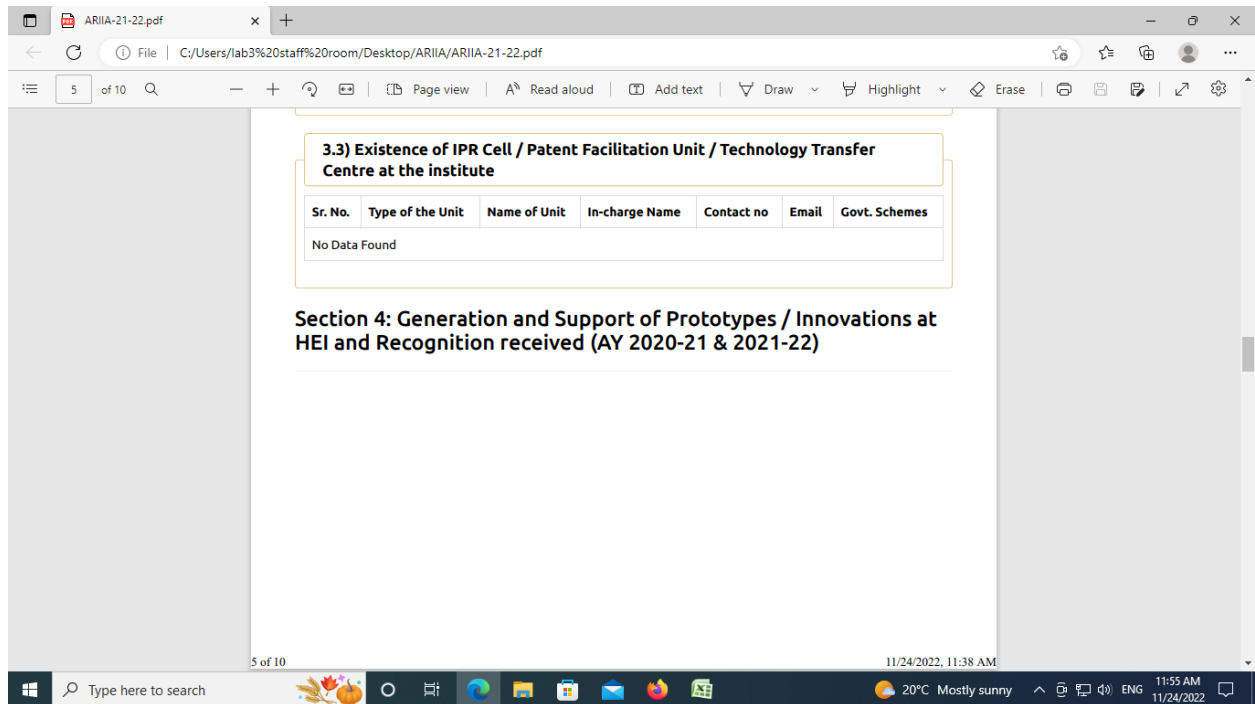 ARIIA-21-22.pdf
File | C:/Users/lab3%20staff%20room/Desktop/ARIIA/ARIIA-21-22.pdf
5 of 10 Page view Read aloud Add text Draw Highlight Erase
3.3) Existence of IPR Cell / Patent Facilitation Unit / Technology Transfer
Centre at the institute
Sr. No. Type of the Unit Name of Unit In-charge Name Contact no Email Govt. Schemes
No Data Found
Section 4: Generation and Support of Prototypes / Innovations at
HEI and Recognition received (AY 2020-21 & 2021-22)
5 of 10 11/24/2022, 11:38 AM
Type here to search 20°C Mostly sunny ENG 11:55 AM
11/24/2022